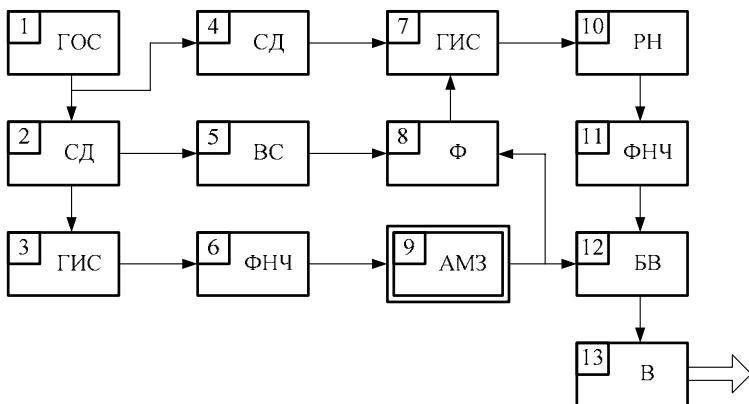 1 ГОС
4 СД
7 ГИС
10 РН
2 СД
5 ВС
8 Ф
11 ФНЧ
3 ГИС
6 ФНЧ
9 АМЗ
12 БВ
13 В